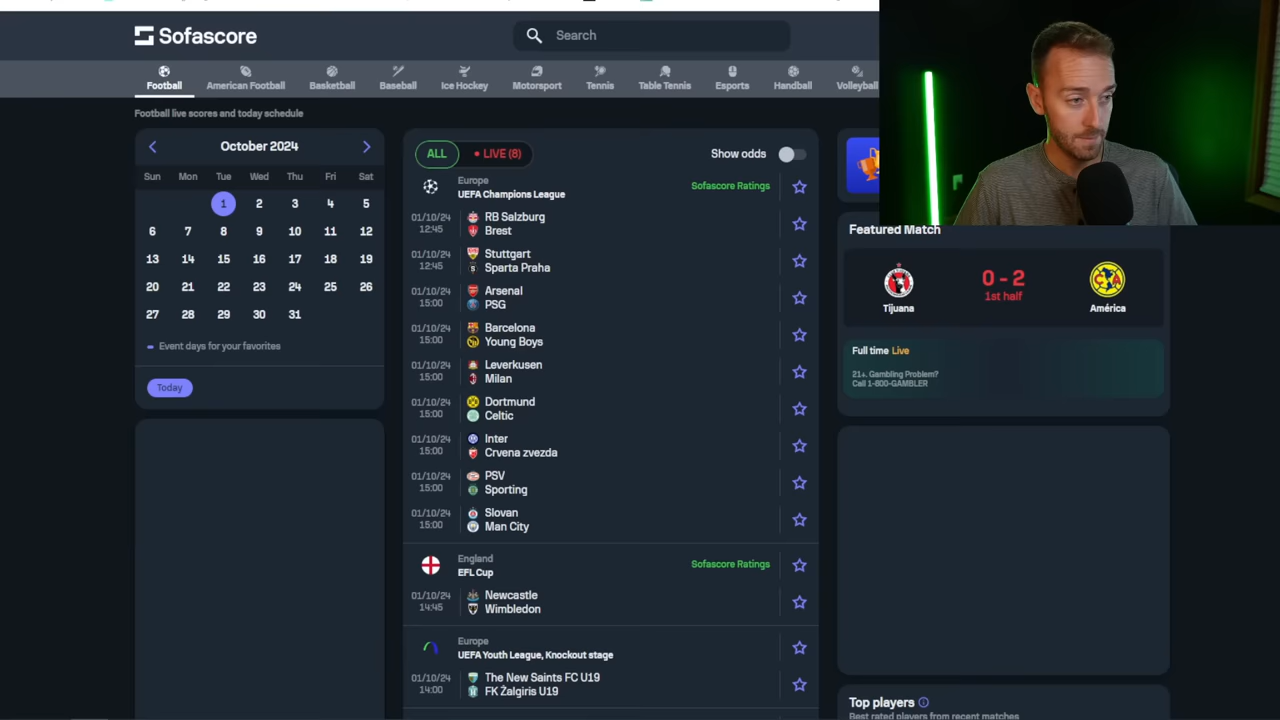 Sofascore
Search
Football
American Football
Basketball
Baseball
Ice Hockey
Motorsport
Tennis
Table Tennis
Esports
Handball
Volleyball
Football live scores and today schedule
October 2024
Sun Mon Tue Wed Thu Fri Sat
1 2 3 4 5
6 7 8 9 10 11 12
13 14 15 16 17 18 19
20 21 22 23 24 25 26
27 28 29 30 31
Event days for your favorites
Today
ALL
LIVE (8)
Show odds
Europe
UEFA Champions League
Sofascore Ratings
01/10/24 RB Salzburg
12:45 Brest
01/10/24 Stuttgart
12:45 Sparta Praha
01/10/24 Arsenal
15:00 PSG
01/10/24 Barcelona
15:00 Young Boys
01/10/24 Leverkusen
15:00 Milan
01/10/24 Dortmund
15:00 Celtic
01/10/24 Inter
15:00 Crvena zvezda
01/10/24 PSV
15:00 Sporting
01/10/24 Slovan
15:00 Man City
England
EFL Cup
Sofascore Ratings
01/10/24 Newcastle
14:45 Wimbledon
Europe
UEFA Youth League, Knockout stage
01/10/24 The New Saints FC U19
14:00 FK Žalgiris U19
Featured Match
0 - 2
1st half
Tijuana
América
Full time Live
21+. Gambling Problem?
Call 1-800-GAMBLER
Top players
Best rated players from recent matches